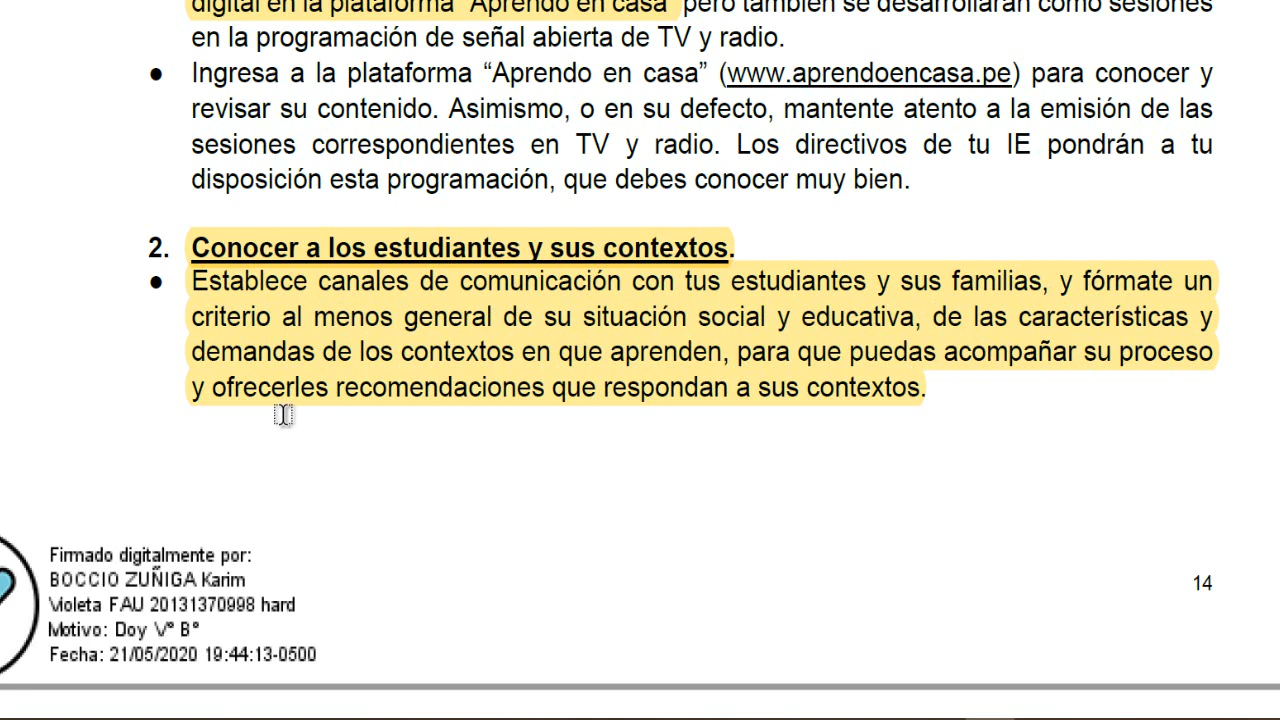 digital en la plataforma “Aprendo en casa” pero también se desarrollarán como sesiones
en la programación de señal abierta de TV y radio.
● Ingresa a la plataforma “Aprendo en casa” (www.aprendoencasa.pe) para conocer y
revisar su contenido. Asimismo, o en su defecto, mantente atento a la emisión de las
sesiones correspondientes en TV y radio. Los directivos de tu IE pondrán a tu
disposición esta programación, que debes conocer muy bien.
2. Conocer a los estudiantes y sus contextos.
● Establece canales de comunicación con tus estudiantes y sus familias, y fórmate un
criterio al menos general de su situación social y educativa, de las características y
demandas de los contextos en que aprenden, para que puedas acompañar su proceso
y ofrecerles recomendaciones que respondan a sus contextos.
Firmado digitalmente por:
BOCCIO ZUÑIGA Karim
Violeta FAU 20131370998 hard
Motivo: Doy V° B°
Fecha: 21/05/2020 19:44:13-0500
14